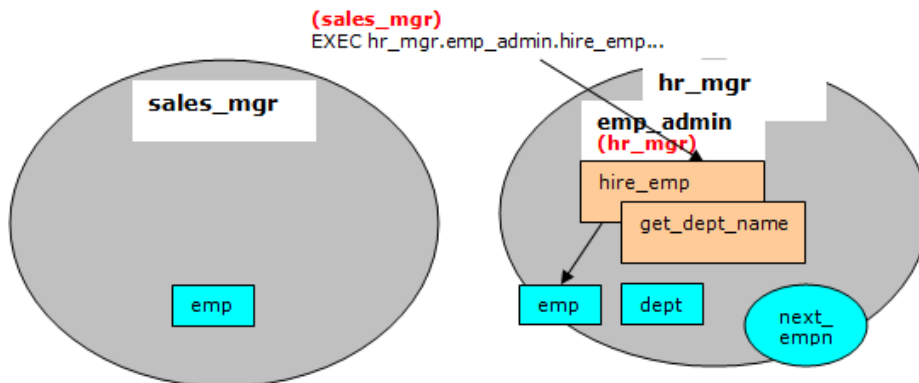 (sales_mgr)
EXEC hr_mgr.emp_admin.hire_emp...
sales_mgr
hr_mgr
emp_admin
(hr_mgr)
hire_emp
get_dept_name
emp
emp
dept
next_
empn